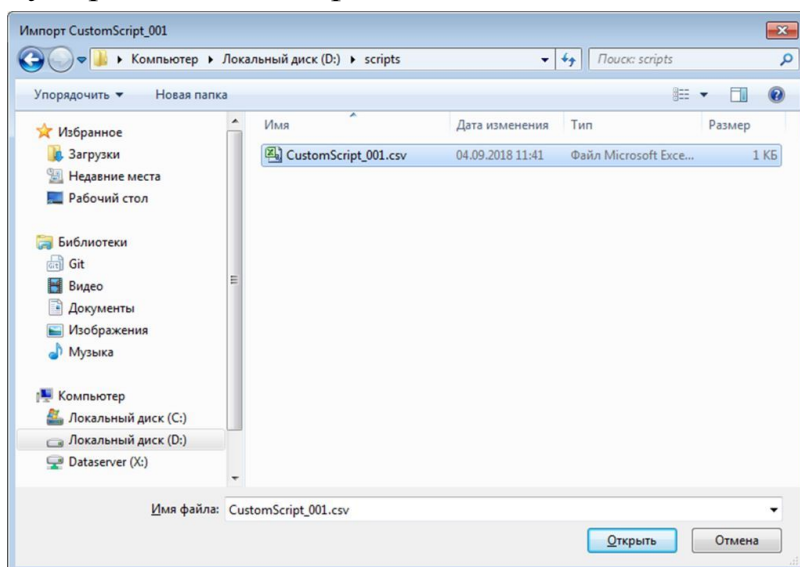 Импорт CustomScript_001
Компьютер Локальный диск (D:) scripts
Поиск: scripts
Упорядочить Новая папка
Имя Дата изменения Тип Размер
CustomScript_001.csv 04.09.2018 11:41 Файл Microsoft Exce... 1 КБ
Избранное
Загрузки
Недавние места
Рабочий стол
Библиотеки
Git
Видео
Документы
Изображения
Музыка
Компьютер
Локальный диск (C:)
Локальный диск (D:)
Dataserver (X:)
Имя файла: CustomScript_001.csv
Открыть Отмена